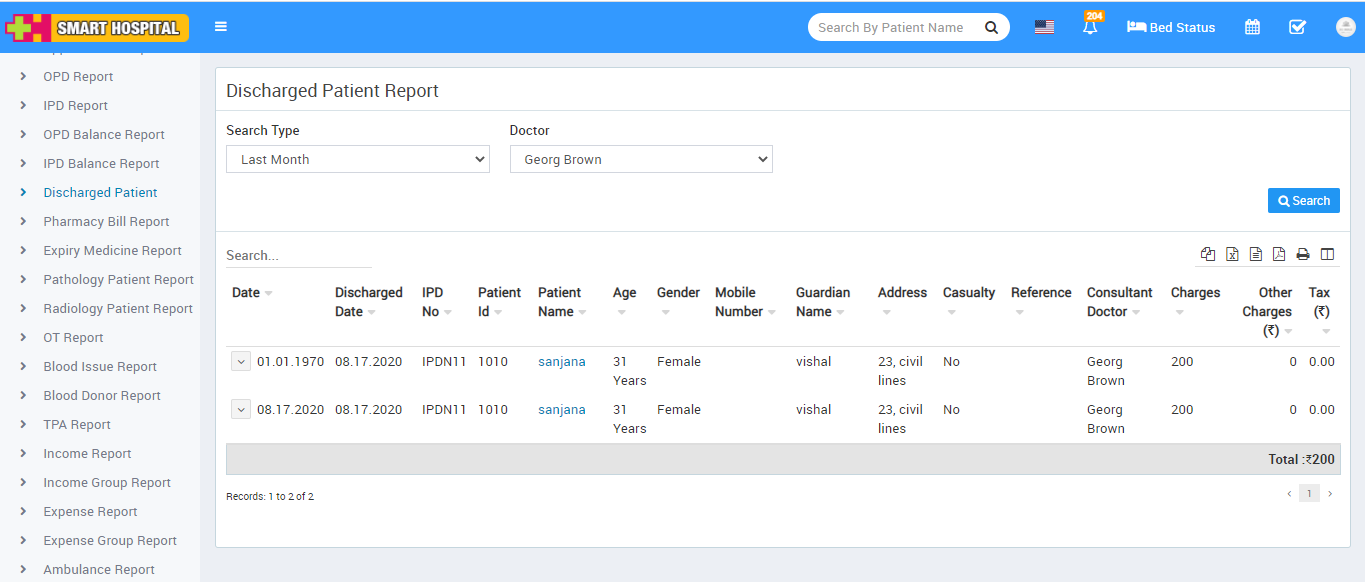 SMART HOSPITAL
Search By Patient Name
204
Bed Status
OPD Report
IPD Report
OPD Balance Report
IPD Balance Report
Discharged Patient
Pharmacy Bill Report
Expiry Medicine Report
Pathology Patient Report
Radiology Patient Report
OT Report
Blood Issue Report
Blood Donor Report
TPA Report
Income Report
Income Group Report
Expense Report
Expense Group Report
Ambulance Report
Discharged Patient Report
Search Type Doctor
Last Month Georg Brown
Search
Search...
Date Discharged IPD Patient Patient Age Gender Mobile Guardian Address Casualty Reference Consultant Charges Other Tax
Date No Id Name Number Name Doctor Charges (₹)
(₹)
01.01.1970 08.17.2020 IPDN11 1010 sanjana 31 Female vishal 23, civil No Georg 200 0 0.00
Years lines Brown
08.17.2020 08.17.2020 IPDN11 1010 sanjana 31 Female vishal 23, civil No Georg 200 0 0.00
Years lines Brown
Total :₹200
Records: 1 to 2 of 2
1